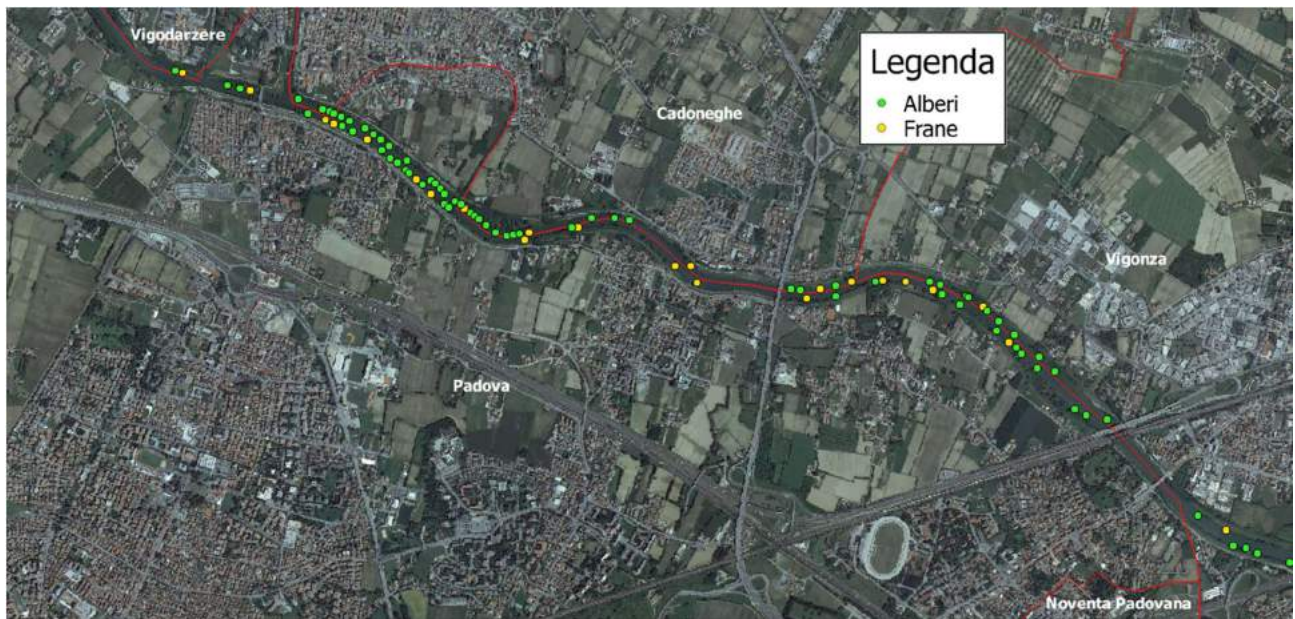 Vigodarzere
Legenda
Alberi
Frane
Cadoneghe
Vigonza
Padova
Noventa Padovana